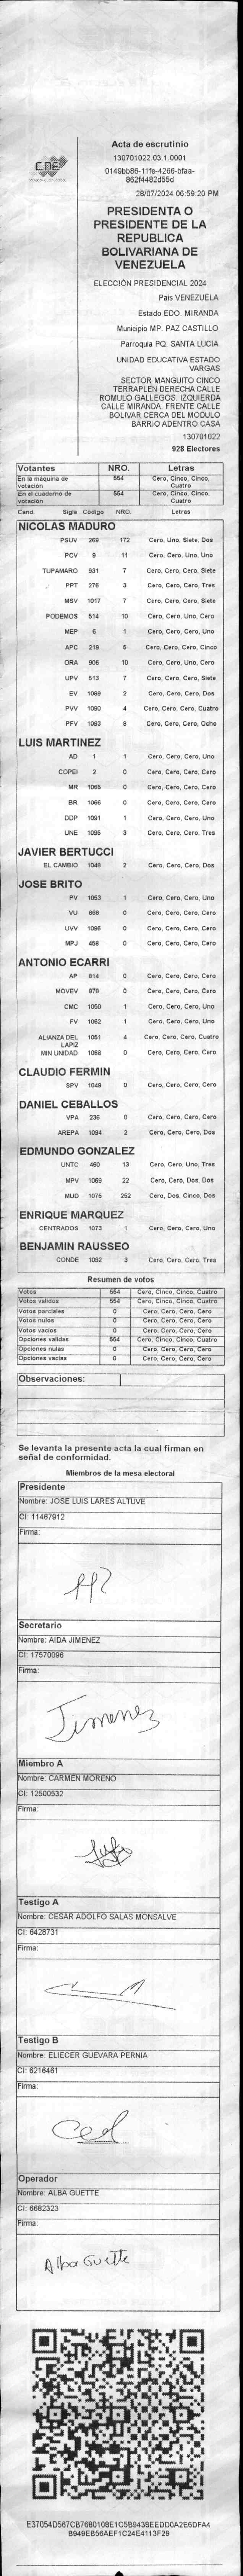 CNE
Acta de escrutinio
130701022.03.1.0001
0149bb86-11fe-4266-bfaa-
862f4482d55d
28/07/2024 06:59:20 PM
PRESIDENTA O
PRESIDENTE DE LA
REPUBLICA
BOLIVARIANA DE
VENEZUELA
ELECCIÓN PRESIDENCIAL 2024
Pais VENEZUELA
Estado EDO. MIRANDA
Municipio MP. PAZ CASTILLO
Parroquia PQ. SANTA LUCIA
UNIDAD EDUCATIVA ESTADO
VARGAS
SECTOR MANGUITO CINCO
TERRAPLEN DERECHA CALLE
ROMULO GALLEGOS. IZQUIERDA
CALLE MIRANDA. FRENTE CALLE
BOLIVAR CERCA DEL MODULO
BARRIO ADENTRO CASA
130701022
928 Electores
Votantes NRO. Letras
En la máquina de votación 554 Cero, Cinco, Cinco, Cuatro
En el cuaderno de votación 554 Cero, Cinco, Cinco, Cuatro
Cand. Sigla Código NRO. Letras
NICOLAS MADURO
PSUV 269 172 Cero, Uno, Siete, Dos
PCV 9 11 Cero, Cero, Uno, Uno
TUPAMARO 931 7 Cero, Cero, Cero, Siete
PPT 276 3 Cero, Cero, Cero, Tres
MSV 1017 7 Cero, Cero, Cero, Siete
PODEMOS 514 10 Cero, Cero, Uno, Cero
MEP 6 1 Cero, Cero, Cero, Uno
APC 219 5 Cero, Cero, Cero, Cinco
ORA 906 10 Cero, Cero, Uno, Cero
UPV 613 7 Cero, Cero, Cero, Siete
EV 1089 2 Cero, Cero, Cero, Dos
PVV 1090 4 Cero, Cero, Cero, Cuatro
PFV 1093 8 Cero, Cero, Cero, Ocho
LUIS MARTINEZ
AD 1 1 Cero, Cero, Cero, Uno
COPEI 2 0 Cero, Cero, Cero, Cero
MR 1065 0 Cero, Cero, Cero, Cero
BR 1066 0 Cero, Cero, Cero, Cero
DDP 1091 1 Cero, Cero, Cero, Uno
UNE 1095 3 Cero, Cero, Cero, Tres
JAVIER BERTUCCI
EL CAMBIO 1048 2 Cero, Cero, Cero, Dos
JOSE BRITO
PV 1053 1 Cero, Cero, Cero, Uno
VU 868 0 Cero, Cero, Cero, Cero
UVV 1096 0 Cero, Cero, Cero, Cero
MPJ 458 0 Cero, Cero, Cero, Cero
ANTONIO ECARRI
AP 814 0 Cero, Cero, Cero, Cero
MOVEV 878 0 Cero, Cero, Cero, Cero
CMC 1050 1 Cero, Cero, Cero, Uno
FV 1062 1 Cero, Cero, Cero, Uno
ALIANZA DEL LAPIZ 1051 4 Cero, Cero, Cero, Cuatro
MIN UNIDAD 1068 0 Cero, Cero, Cero, Cero
CLAUDIO FERMIN
SPV 1049 0 Cero, Cero, Cero, Cero
DANIEL CEBALLOS
VPA 236 0 Cero, Cero, Cero, Cero
AREPA 1094 2 Cero, Cero, Cero, Dos
EDMUNDO GONZALEZ
UNTC 460 13 Cero, Cero, Uno, Tres
MPV 1069 22 Cero, Cero, Dos, Dos
MUD 1075 252 Cero, Dos, Cinco, Dos
ENRIQUE MARQUEZ
CENTRADOS 1073 1 Cero, Cero, Cero, Uno
BENJAMIN RAUSSEO
CONDE 1092 3 Cero, Cero, Cero, Tres
Resumen de votos
Votos 554 Cero, Cinco, Cinco, Cuatro
Votos validos 554 Cero, Cinco, Cinco, Cuatro
Votos parciales 0 Cero, Cero, Cero, Cero
Votos nulos 0 Cero, Cero, Cero, Cero
Votos vacios 0 Cero, Cero, Cero, Cero
Opciones validas 554 Cero, Cinco, Cinco, Cuatro
Opciones nulas 0 Cero, Cero, Cero, Cero
Opciones vacias 0 Cero, Cero, Cero, Cero
Observaciones:
Se levanta la presente acta la cual firman en
señal de conformidad.
Miembros de la mesa electoral
Presidente
Nombre: JOSE LUIS LARES ALTUVE
CI: 11467912
Firma:
Secretario
Nombre: AIDA JIMENEZ
CI: 17570096
Firma:
Jimenez
Miembro A
Nombre: CARMEN MORENO
CI: 12500532
Firma:
Testigo A
Nombre: CESAR ADOLFO SALAS MONSALVE
CI: 6428731
Firma:
Testigo B
Nombre: ELIECER GUEVARA PERNIA
CI: 6216461
Firma:
Operador
Nombre: ALBA GUETTE
CI: 6682323
Firma:
Alba Guette
E37054D567CB7680108E1C5B9438EEDD0A2E6DFA4
B949EB56AEF1C24E4113F29